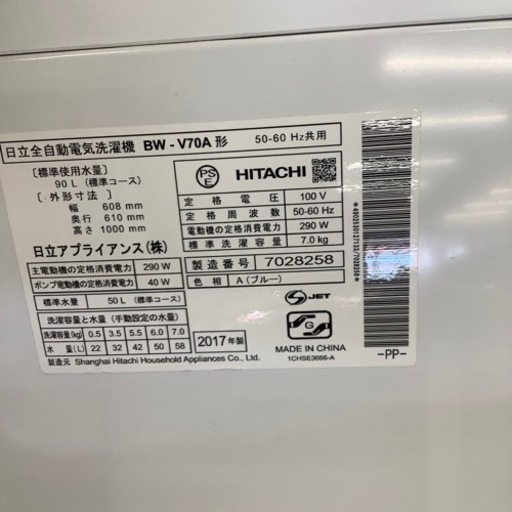 日立全自動電気洗濯機 BW-V70A 形 50-60 Hz共用
〔標準使用水量〕
90 L (標準コース)
〔外形寸法〕
幅 608 mm
奥行 610 mm
高さ 1000 mm
日立アプライアンス(株)
PSE
HITACHI
定格電圧 100 V
定格周波数 50-60 Hz
電動機の定格消費電力 290 W
標準洗濯容量 7.0 kg
製造番号 7028258
色相 A (ブルー)
主電動機の定格消費電力 290 W
ポンプ電動機の定格消費電力 40 W
標準水量 50 L (標準コース)
洗濯容量と水量 (手動設定の水量)
洗濯容量(kg) 0.5 3.5 5.5 6.0 7.0
水量(L) 22 32 42 50 58
2017年製
製造元 Shanghai Hitachi Household Appliances Co., Ltd.
S JET
G
MADE IN CHINA
1CHSE3666-A
-PP-